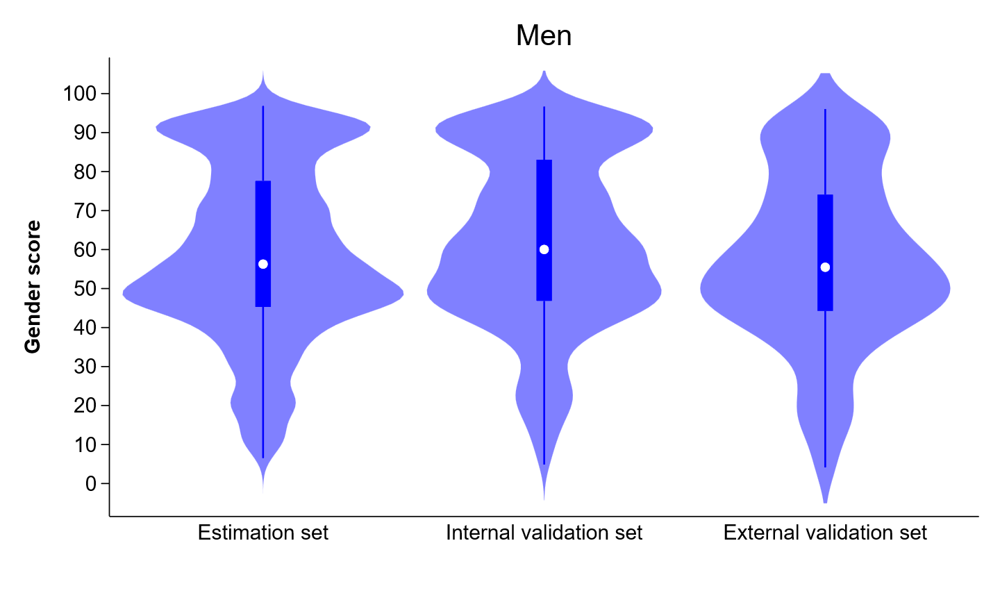 Men
Gender score
100
90
80
70
60
50
40
30
20
10
0
Estimation set
Internal validation set
External validation set